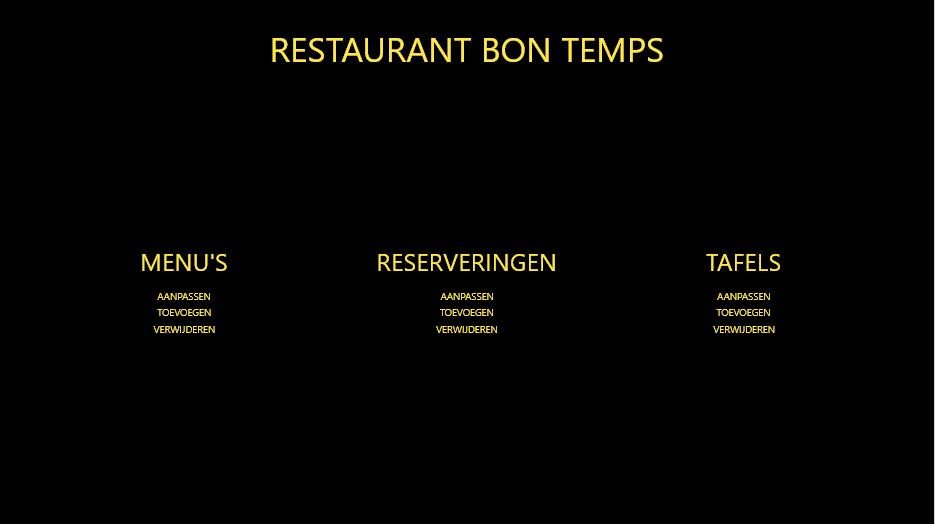 RESTAURANT BON TEMPS
MENU'S
AANPASSEN
TOEVOEGEN
VERWIJDEREN
RESERVERINGEN
AANPASSEN
TOEVOEGEN
VERWIJDEREN
TAFELS
AANPASSEN
TOEVOEGEN
VERWIJDEREN